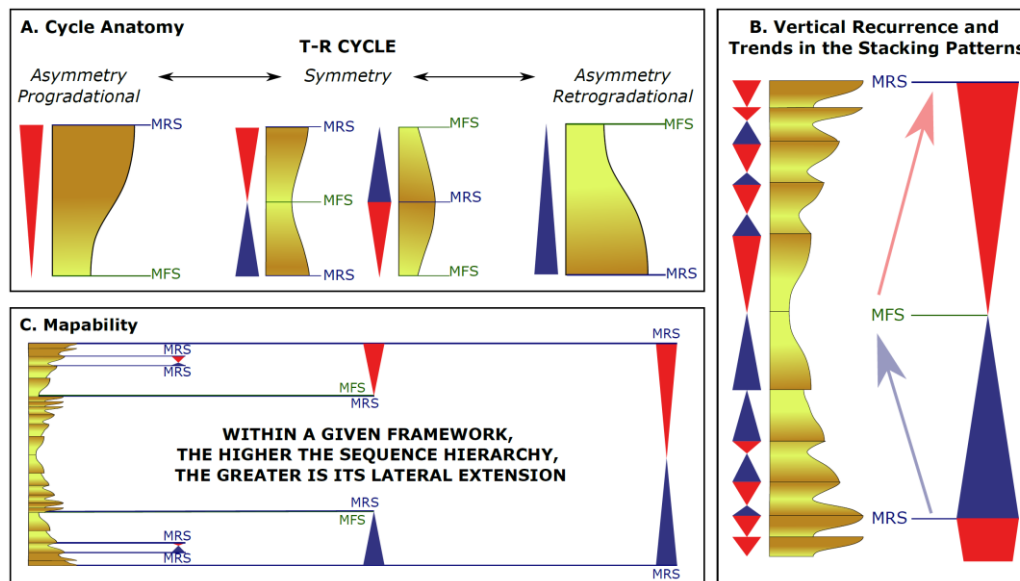 A. Cycle Anatomy
T-R CYCLE
Asymmetry
Progradational
Symmetry
Asymmetry
Retrogradational
MRS
MFS
MRS
MFS
MRS
MFS
MRS
MFS
MFS
MRS
B. Vertical Recurrence and
Trends in the Stacking Patterns
MRS
MFS
MRS
C. Mapability
MRS
MRS
MRS
MFS
MRS
WITHIN A GIVEN FRAMEWORK,
THE HIGHER THE SEQUENCE HIERARCHY,
THE GREATER IS ITS LATERAL EXTENSION
MRS
MFS
MRS
MRS
MRS